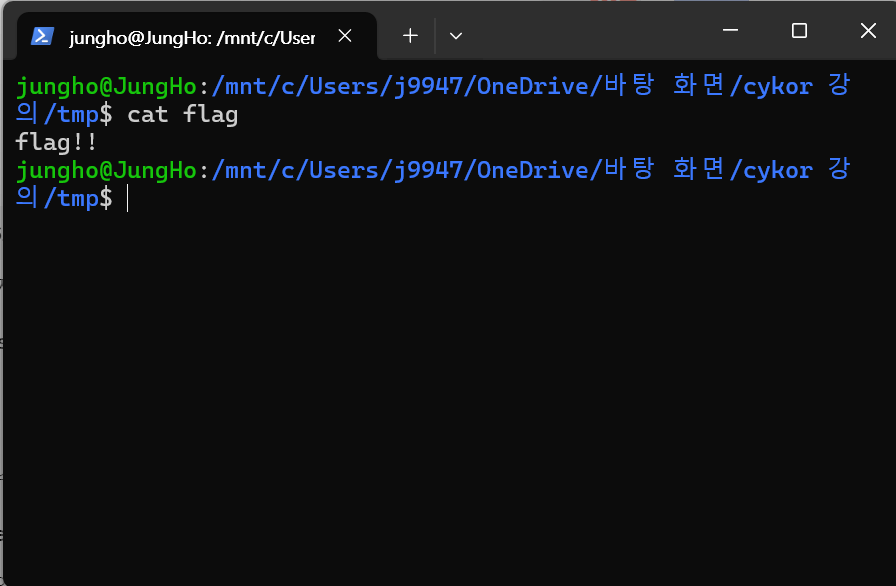 jungho@JungHo: /mnt/c/User
jungho@JungHo:/mnt/c/Users/j9947/OneDrive/바탕 화면/cykor 강
의/tmp$ cat flag
flag!!
jungho@JungHo:/mnt/c/Users/j9947/OneDrive/바탕 화면/cykor 강
의/tmp$